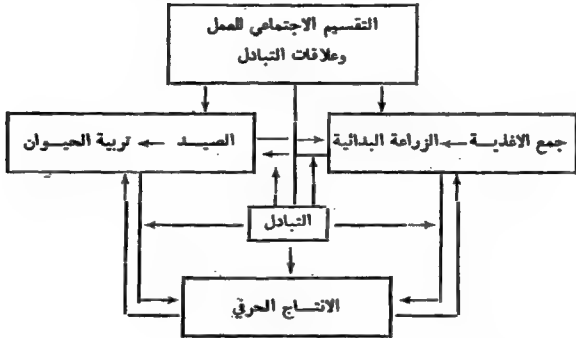 التقسيم الاجتماعي للعمل
وعلاقات التبادل
جمع الاغذية ← الزراعة البدائية
الصيد ← تربية الحيوان
التبادل
الانتاج الحرفي